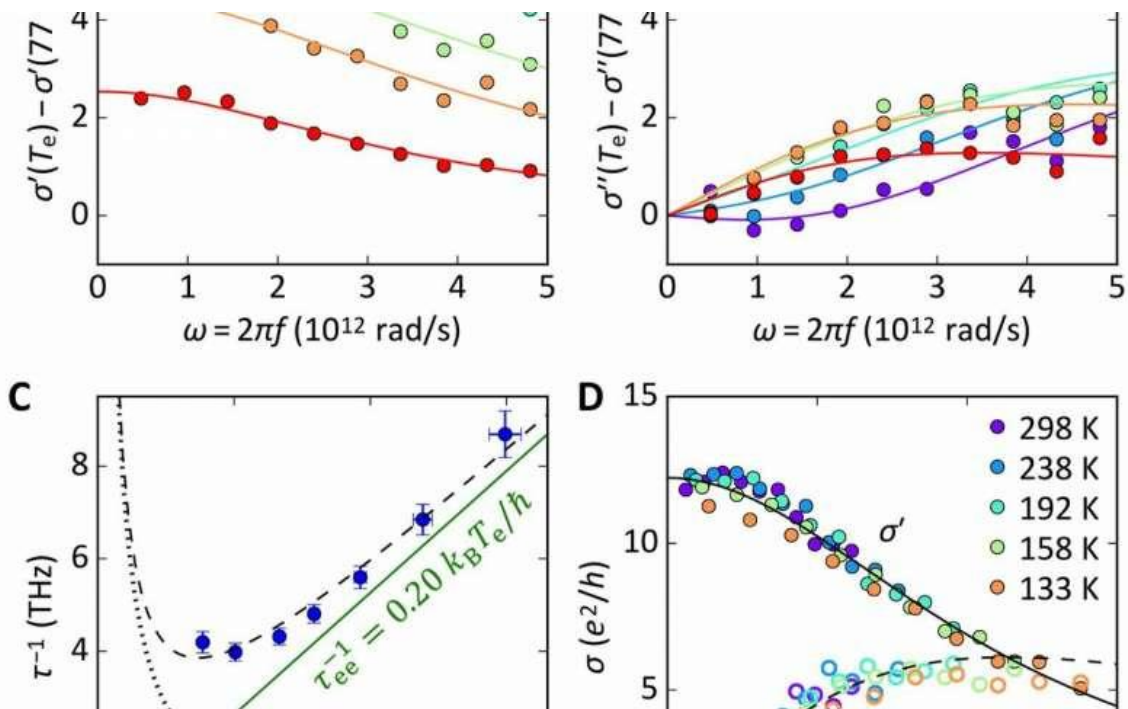 4
2
0
σ′(Tₑ) − σ′(77
0 1 2 3 4 5
ω = 2πf (10¹² rad/s)
4
2
0
σ″(Tₑ) − σ″(77
0 1 2 3 4 5
ω = 2πf (10¹² rad/s)
C
8
6
4
τ⁻¹ (THz)
τₑₑ⁻¹ = 0.20 k_BTₑ/ℏ
D
15
10
5
σ (e²/h)
298 K
238 K
192 K
158 K
133 K
σ′